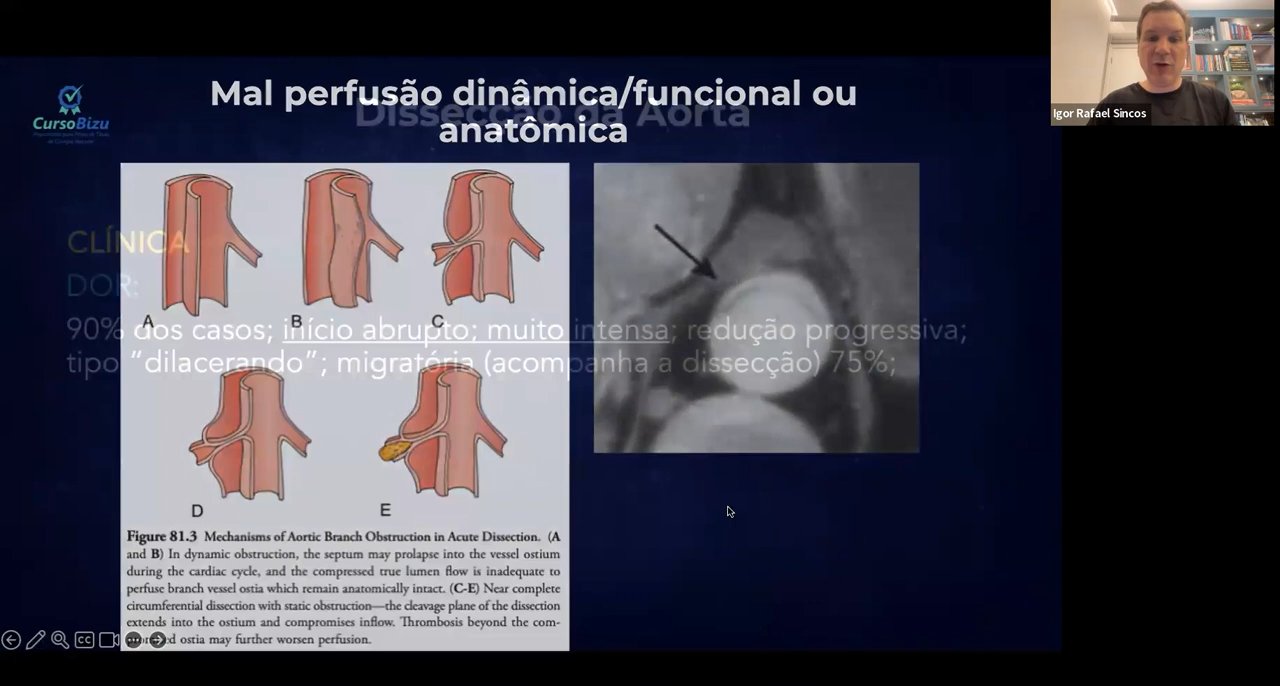 Igor Rafael Sincos
CursoBizu
Mal perfusão dinâmica/funcional ou
anatômica
Dissecção da Aorta
CLÍNICA
DOR:
90% dos casos; início abrupto; muito intensa; redução progressiva;
tipo “dilacerando”; migratória (acompanha a dissecção) 75%;
A
B
C
D
E
Figure 81.3 Mechanisms of Aortic Branch Obstruction in Acute Dissection. (A
and B) In dynamic obstruction, the septum may prolapse into the vessel ostium
during the cardiac cycle, and the compressed true lumen flow is inadequate to
perfuse branch vessel ostia which remain anatomically intact. (C-E) Near complete
circumferential dissection with static obstruction—the cleavage plane of the dissection
extends into the ostium and compromises inflow. Thrombosis beyond the com-
ostia may further worsen perfusion.
CC